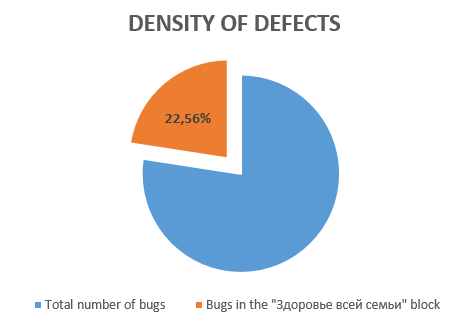 DENSITY OF DEFECTS
22,56%
Total number of bugs
Bugs in the "Здоровье всей семьи" block